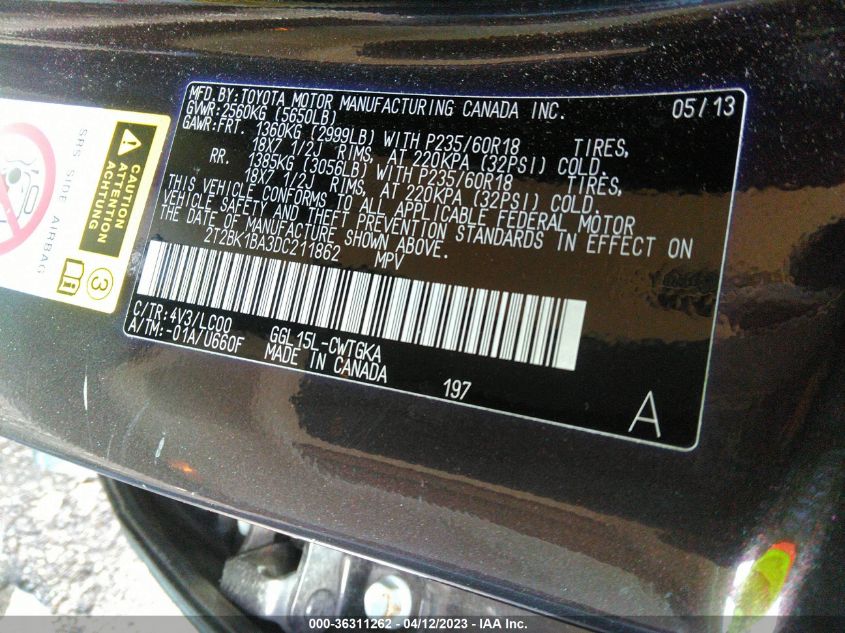 MFD.BY:TOYOTA MOTOR MANUFACTURING CANADA INC. 05/13
GVWR:2560KG (5650LB)
GAWR:FRT. 1360KG (2999LB) WITH P235/60R18 TIRES,
18X7 1/2J RIMS, AT 220KPA (32PSI) COLD.
RR. 1385KG (3056LB) WITH P235/60R18 TIRES,
18X7 1/2J RIMS, AT 220KPA (32PSI) COLD.
THIS VEHICLE CONFORMS TO ALL APPLICABLE FEDERAL MOTOR
VEHICLE SAFETY AND THEFT PREVENTION STANDARDS IN EFFECT ON
THE DATE OF MANUFACTURE SHOWN ABOVE.
2T2BK1BA3DC211862 MPV
C/TR:4V3/LC00 GGL15L-CWTGKA
A/TM:-01A/U660F MADE IN CANADA
197
A
SRS SIDE AIRBAG
CAUTION
ATTENTION
ACHTUNG
3
000-36311262 - 04/12/2023 - IAA Inc.